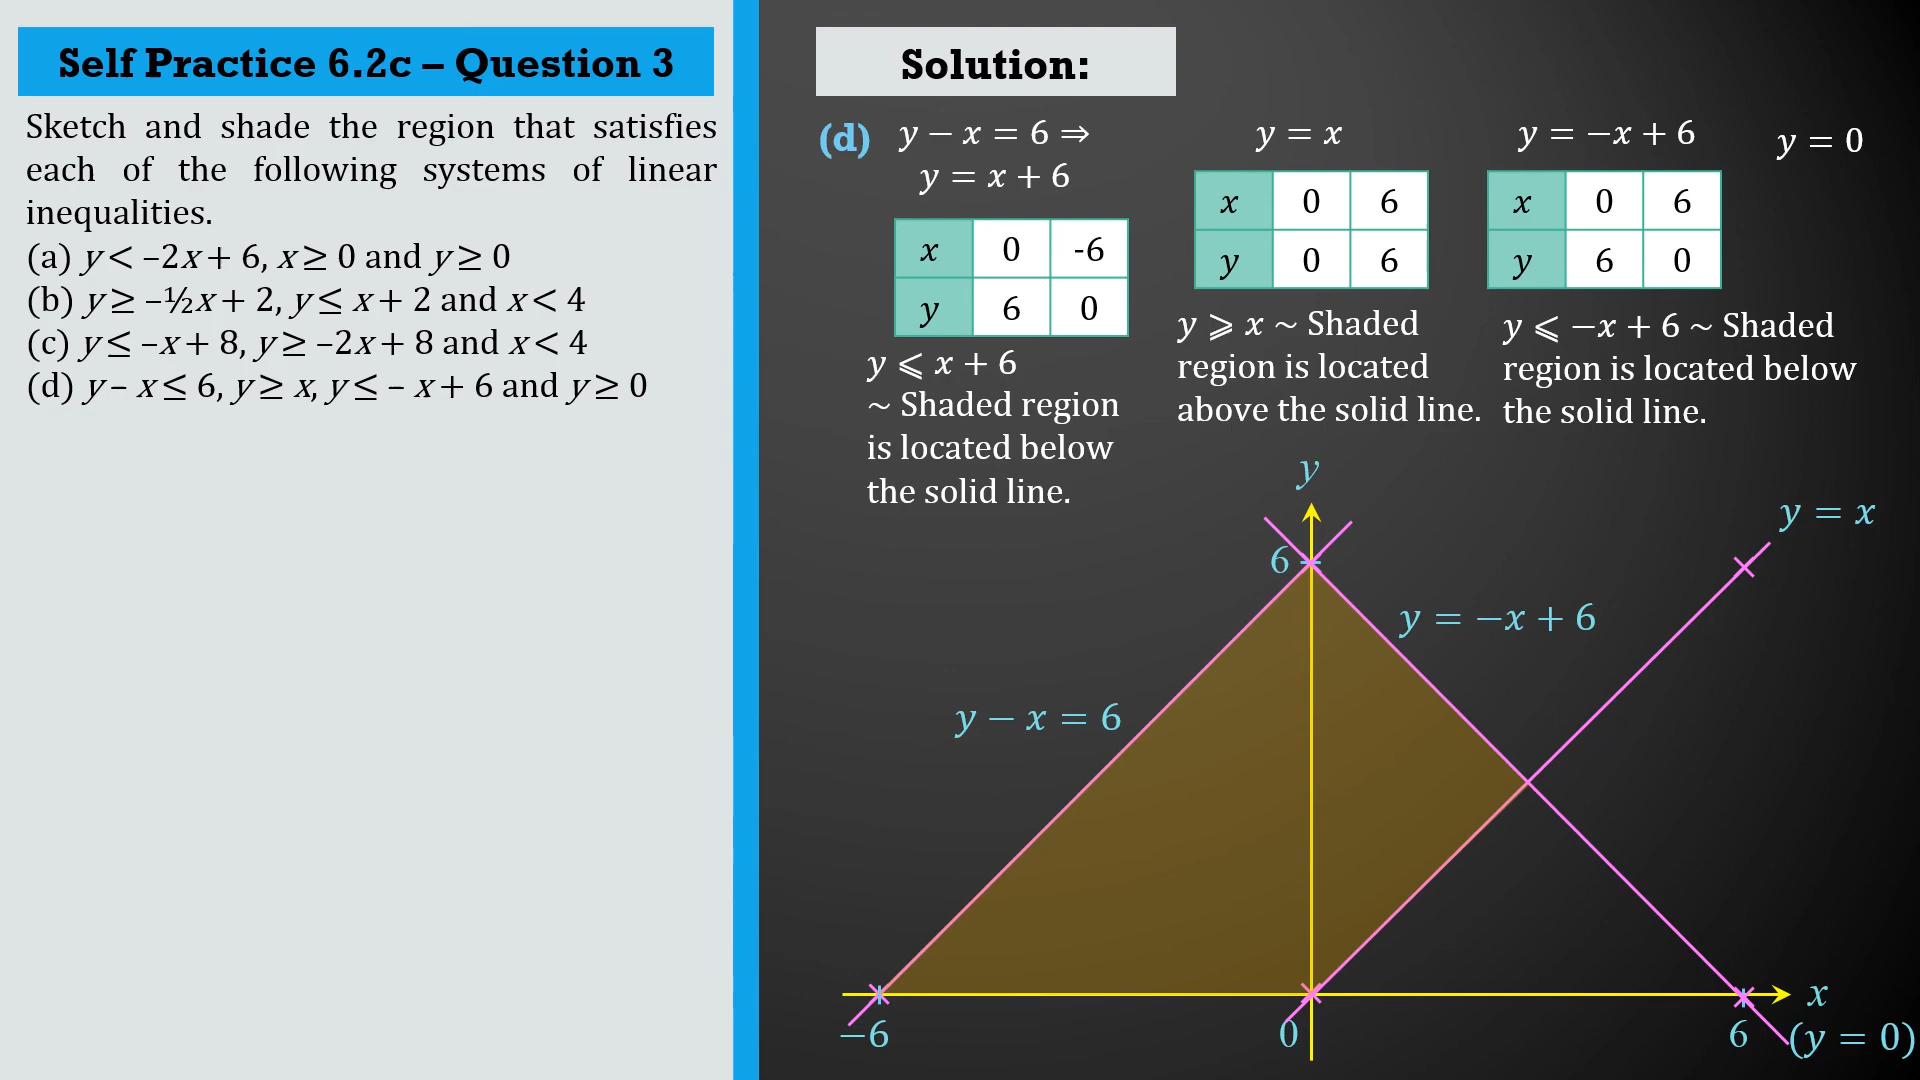 Self Practice 6.2c – Question 3
Sketch and shade the region that satisfies
each of the following systems of linear
inequalities.
(a) y < –2x + 6, x ≥ 0 and y ≥ 0
(b) y ≥ –½x + 2, y ≤ x + 2 and x < 4
(c) y ≤ –x + 8, y ≥ –2x + 8 and x < 4
(d) y – x ≤ 6, y ≥ x, y ≤ – x + 6 and y ≥ 0
Solution:
(d) y − x = 6 ⇒
y = x + 6
x 0 -6
y 6 0
y ⩽ x + 6
~ Shaded region
is located below
the solid line.
y = x
x 0 6
y 0 6
y ⩾ x ~ Shaded
region is located
above the solid line.
y = −x + 6
x 0 6
y 6 0
y ⩽ −x + 6 ~ Shaded
region is located below
the solid line.
y = 0
y
y = x
6
y = −x + 6
y − x = 6
x
−6
0
6
(y = 0)